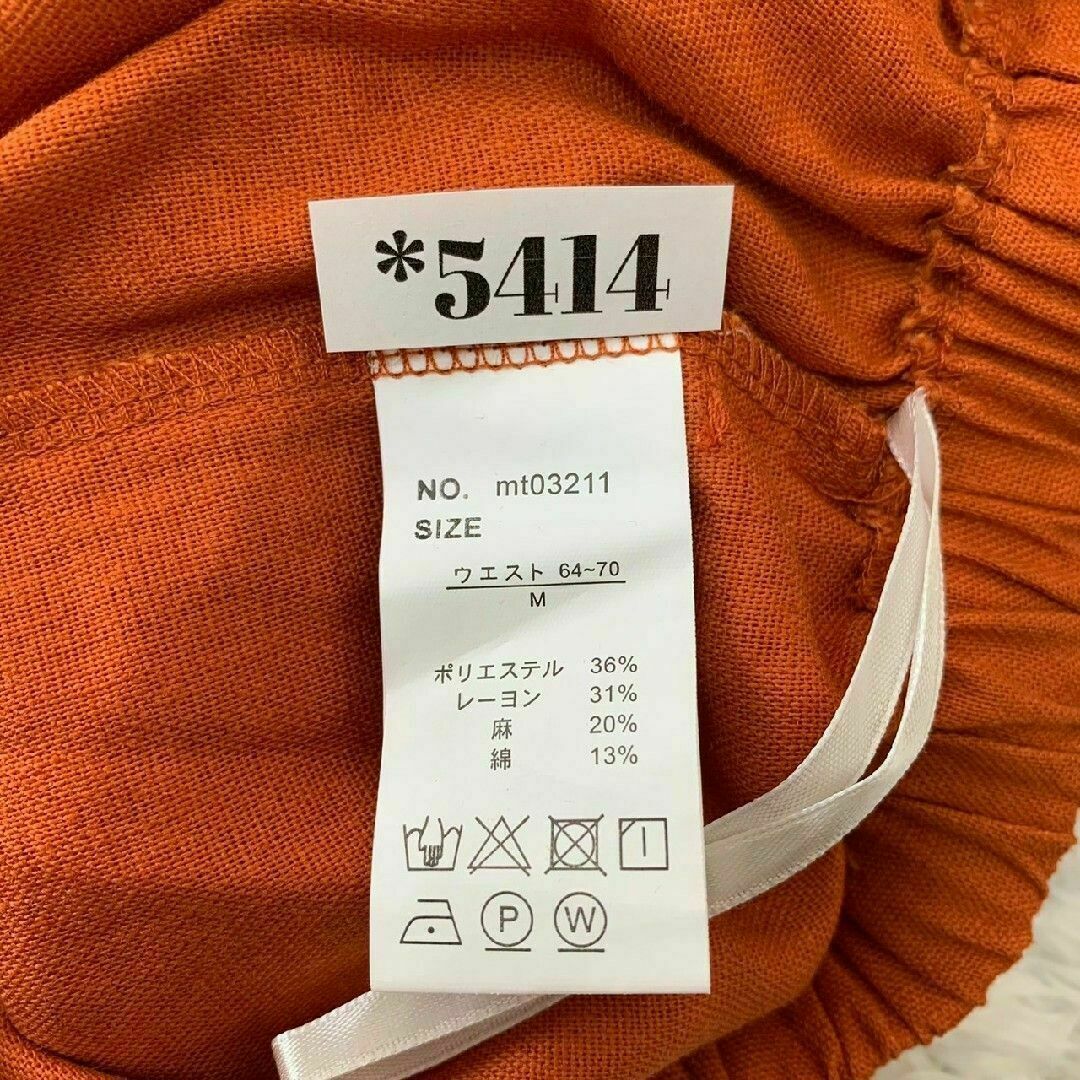 *5414
NO. mt03211
SIZE
ウエスト 64~70
M
ポリエステル 36%
レーヨン 31%
麻 20%
綿 13%
P W